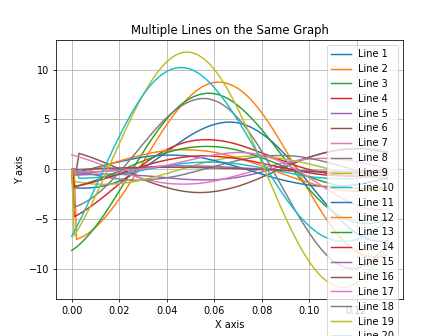 Multiple Lines on the Same Graph
Y axis
10
5
0
−5
−10
0.00
0.02
0.04
0.06
0.08
0.10
X axis
Line 1
Line 2
Line 3
Line 4
Line 5
Line 6
Line 7
Line 8
Line 9
Line 10
Line 11
Line 12
Line 13
Line 14
Line 15
Line 16
Line 17
Line 18
Line 19
Line 20